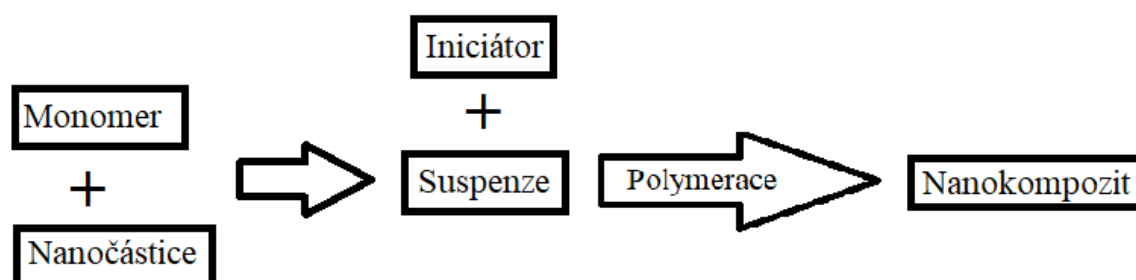 Monomer
+
Nanočástice
Iniciátor
+
Suspenze
Polymerace
Nanokompozit